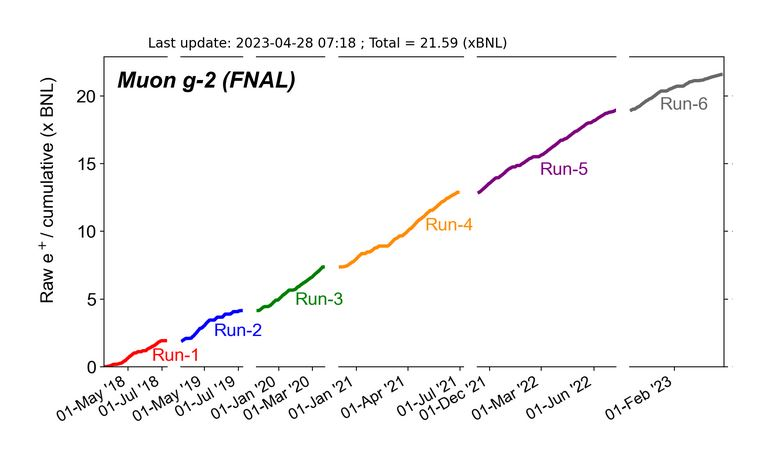 Last update: 2023-04-28 07:18 ; Total = 21.59 (xBNL)
Muon g-2 (FNAL)
Raw e⁺ / cumulative (x BNL)
20
15
10
5
0
Run-1
Run-2
Run-3
Run-4
Run-5
Run-6
01-May '18
01-Jul '18
01-May '19
01-Jul '19
01-Jan '20
01-Mar '20
01-Jan '21
01-Apr '21
01-Jul '21
01-Dec '21
01-Mar '22
01-Jun '22
01-Feb '23